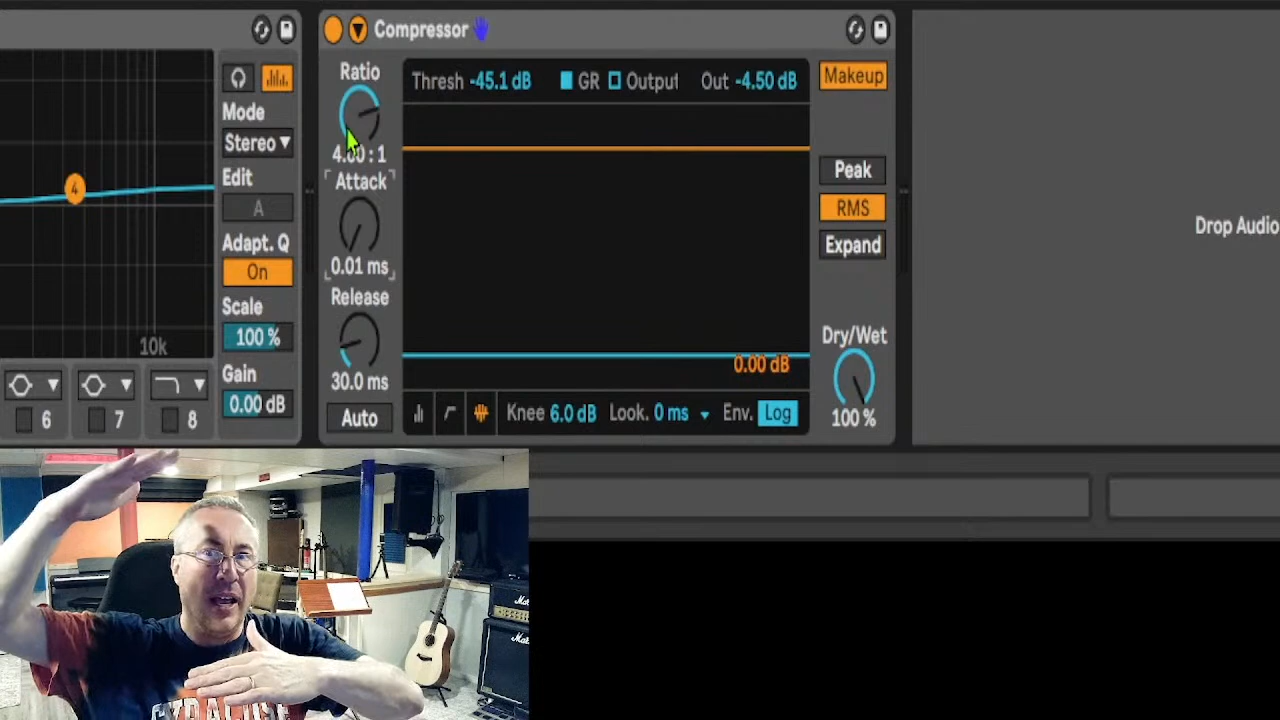 Compressor
Mode
Stereo
Edit
A
Adapt. Q
On
Scale
100 %
Gain
0.00 dB
10k
4
6
7
8
Ratio
4.00 : 1
Attack
0.01 ms
Release
30.0 ms
Auto
Thresh -45.1 dB GR Output Out -4.50 dB
0.00 dB
Knee 6.0 dB Look. 0 ms Env. Log
Makeup
Peak
RMS
Expand
Dry/Wet
100 %
Drop Audio
SYRACUSE